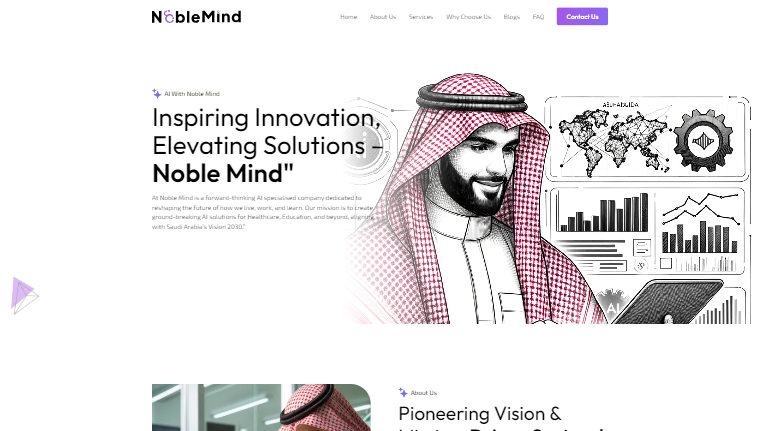 NobleMind
Home About Us Services Why Choose Us Blogs FAQ Contact Us
AI With Noble Mind
Inspiring Innovation,
Elevating Solutions –
Noble Mind"
At Noble Mind is a forward-thinking AI specialised company dedicated to
reshaping the future of how we live, work, and learn. Our mission is to create
ground-breaking AI solutions for Healthcare, Education, and beyond, aligning
with Saudi Arabia's Vision 2030."
AI
About Us
Pioneering Vision &